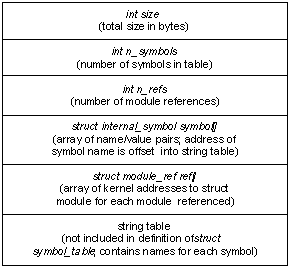 int size
(total size in bytes)
int n_symbols
(number of symbols in table)
int n_refs
(number of module references)
struct internal_symbol symbol[]
(array of name/value pairs; address of
symbol name is offset into string table)
struct module_ref ref[]
(array of kernel addresses to struct
module for each module referenced)
string table
(not included in definition of struct
symbol_table; contains names for each symbol)